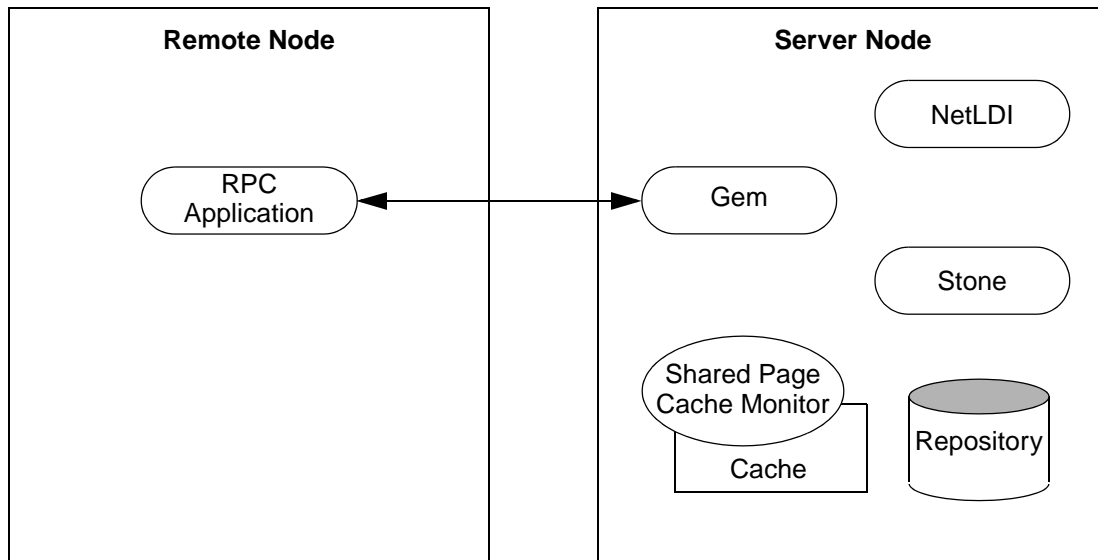 Remote Node
Server Node
NetLDI
RPC
Application
Gem
Stone
Shared Page
Cache Monitor
Cache
Repository